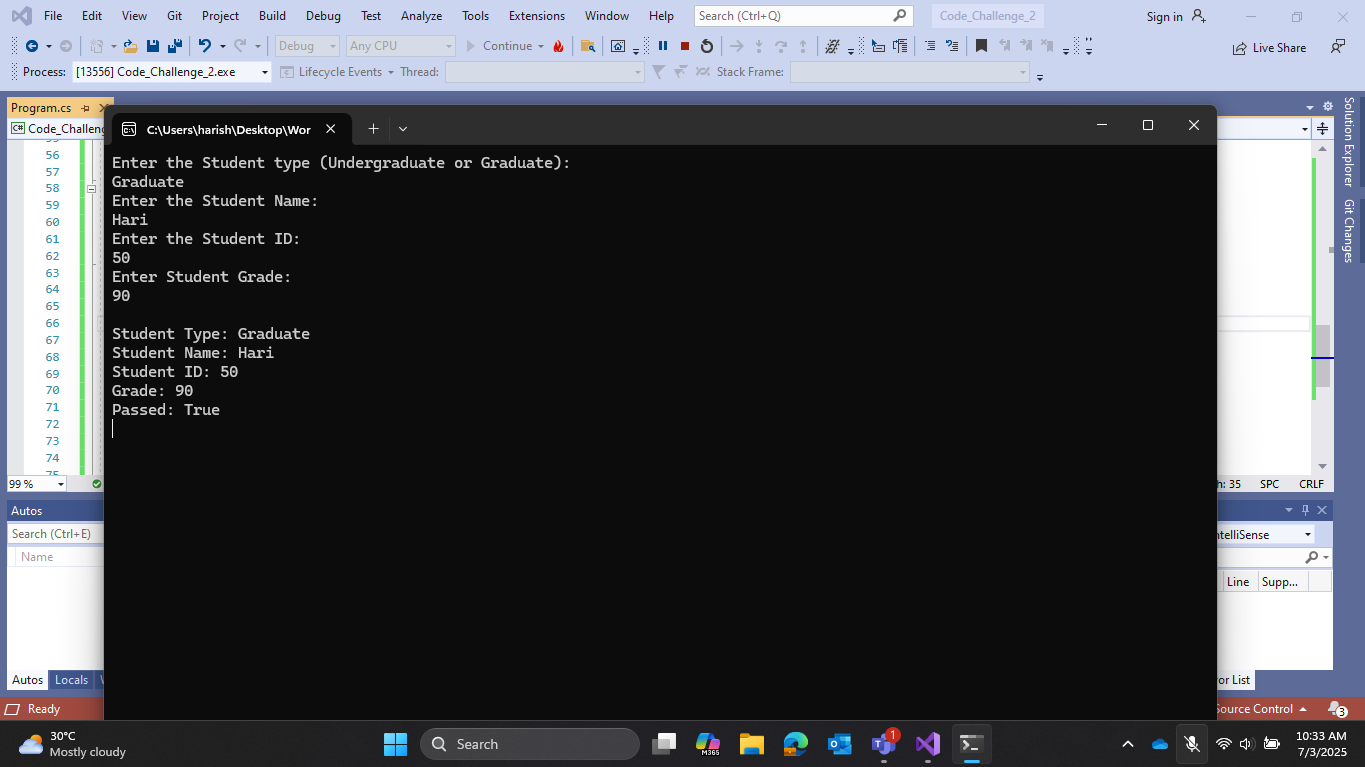 File Edit View Git Project Build Debug Test Analyze Tools Extensions Window Help Search (Ctrl+Q) Code_Challenge_2 Sign in
Debug Any CPU Continue Live Share
Process: [13556] Code_Challenge_2.exe Lifecycle Events Thread: Stack Frame:
Program.cs
C# Code_Challeng
C:\Users\harish\Desktop\Wor
Enter the Student type (Undergraduate or Graduate):
Graduate
Enter the Student Name:
Hari
Enter the Student ID:
50
Enter Student Grade:
90
Student Type: Graduate
Student Name: Hari
Student ID: 50
Grade: 90
Passed: True
56
57
58
59
60
61
62
63
64
65
66
67
68
69
70
71
72
73
74
75
99 %
h: 35 SPC CRLF
Solution Explorer
Git Changes
Autos
Search (Ctrl+E)
Name
Autos Locals
ntelliSense
Line Supp...
or List
Ready
Source Control 3
30°C
Mostly cloudy
Search
M365
1
10:33 AM
7/3/2025